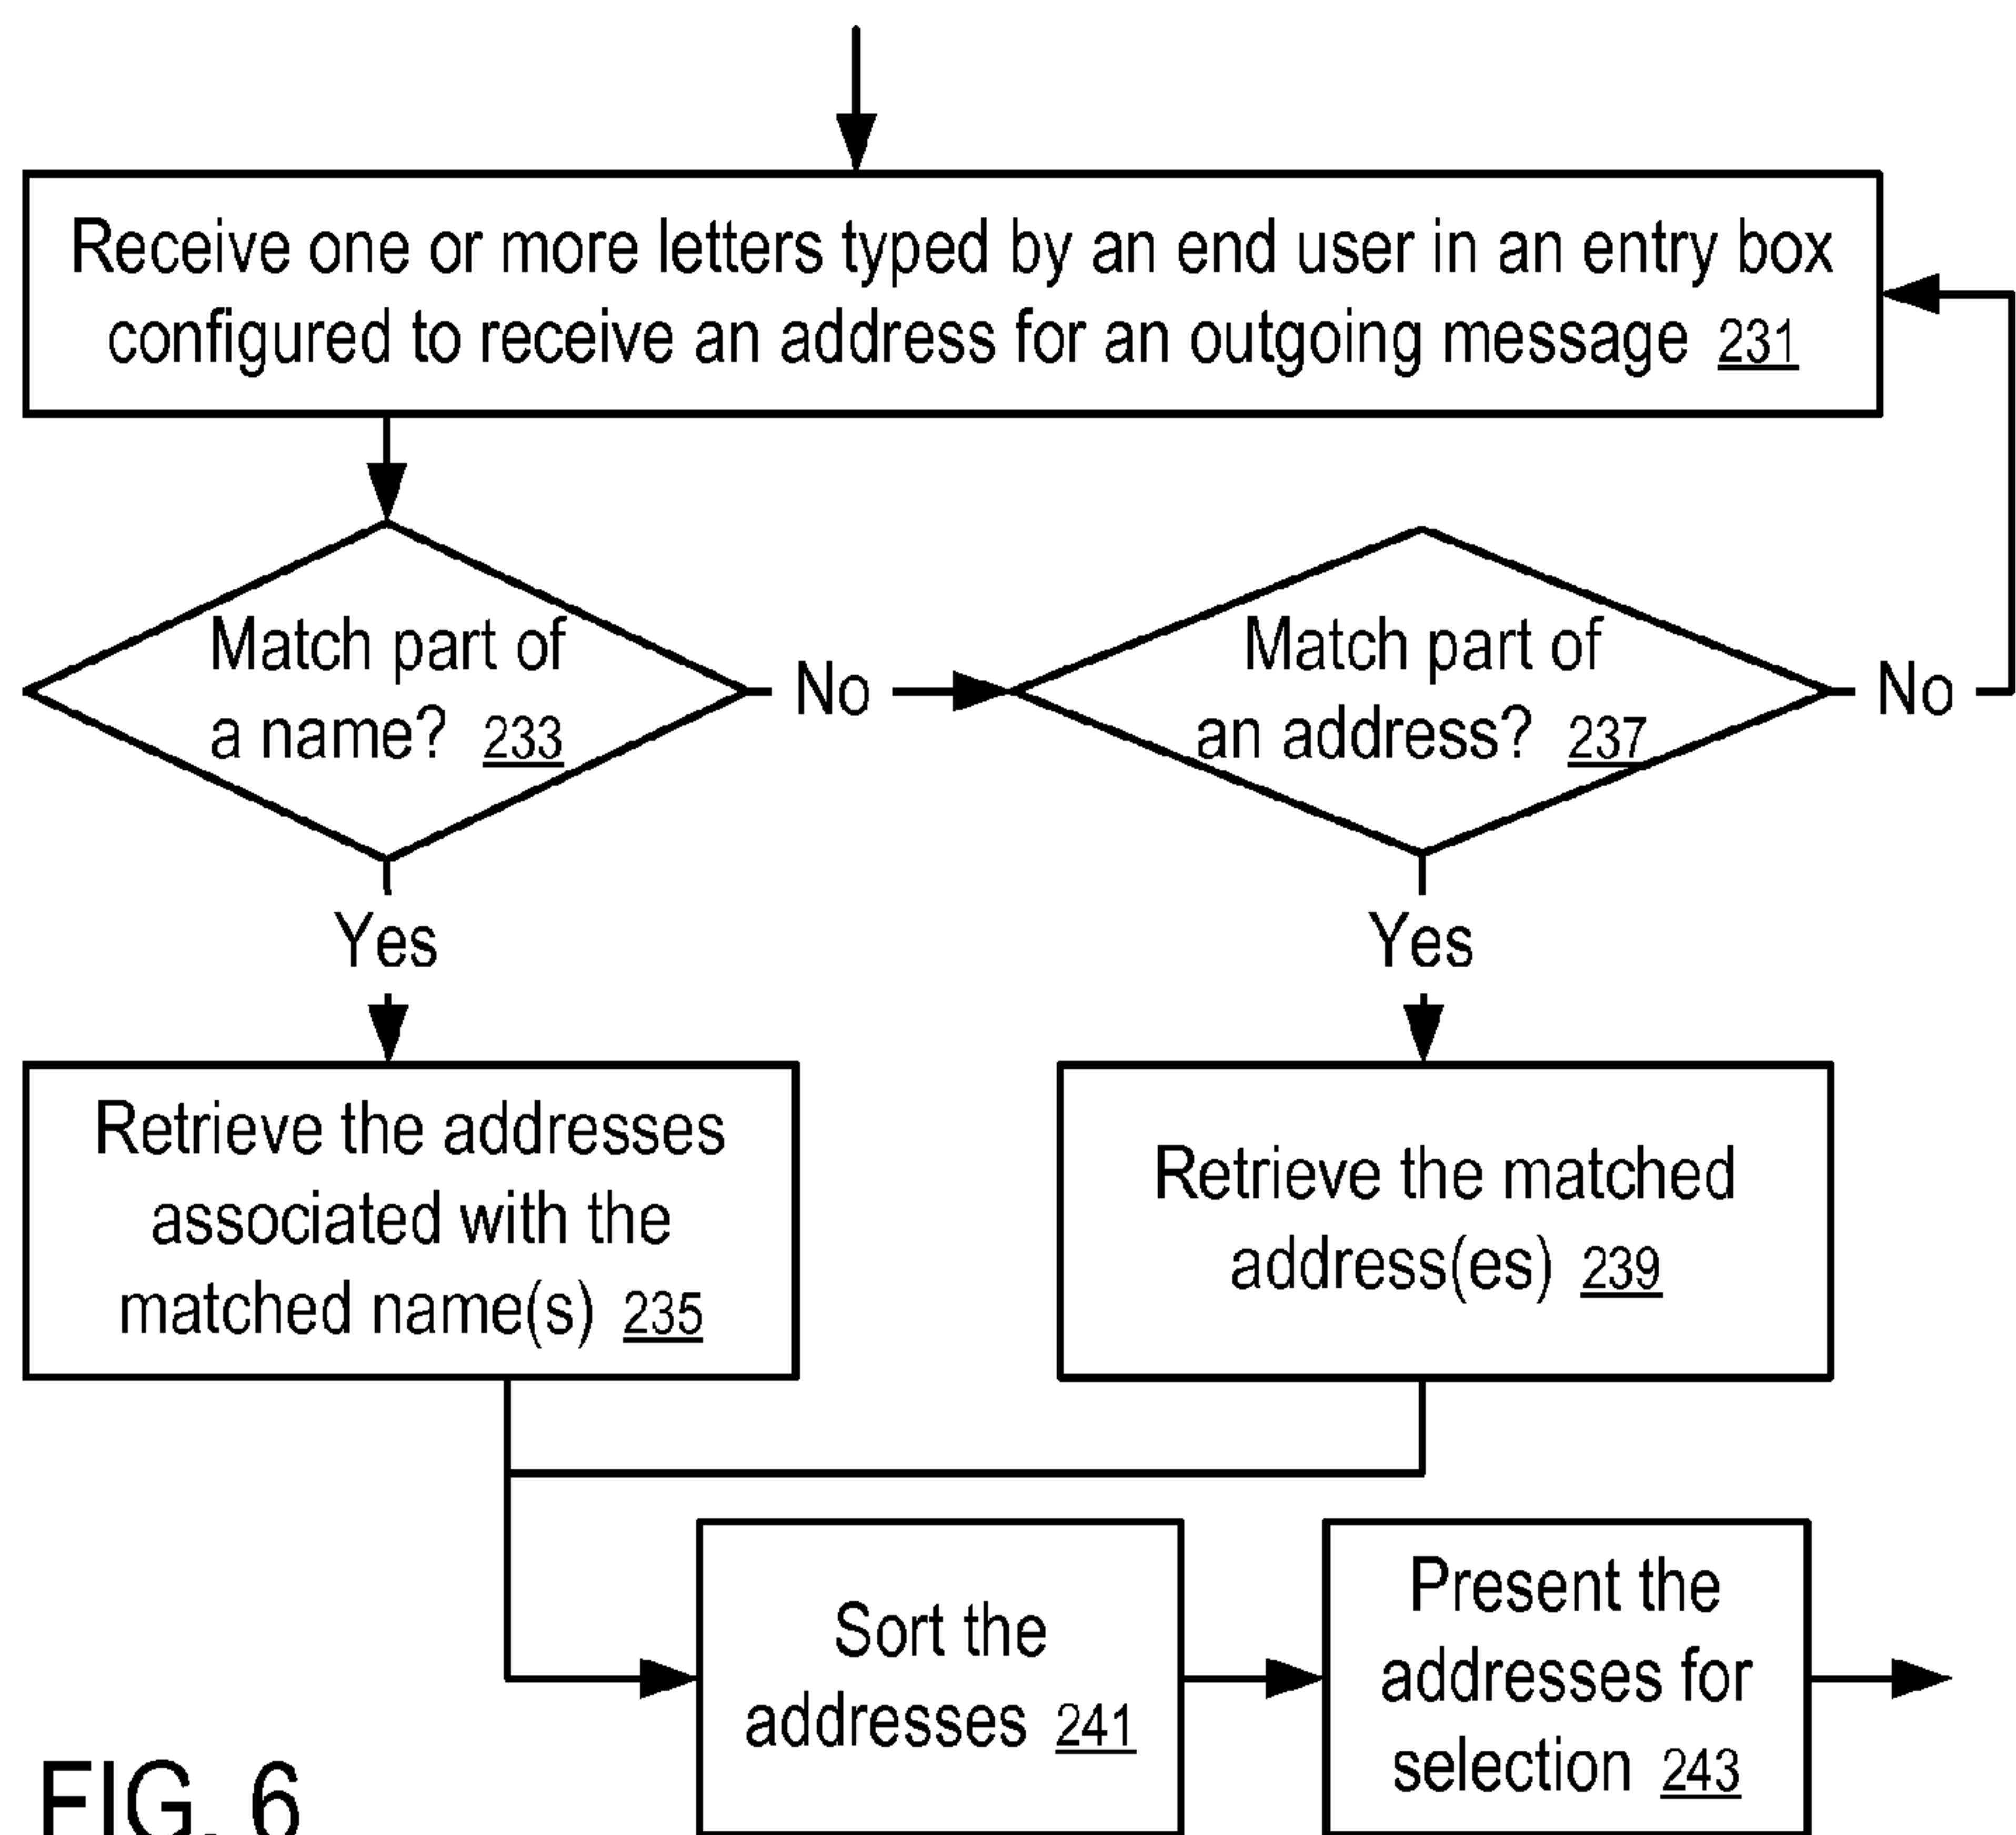 Receive one or more letters typed by an end user in an entry box
configured to receive an address for an outgoing message 231
Match part of
a name? 233
No
Match part of
an address? 237
No
Yes
Yes
Retrieve the addresses
associated with the
matched name(s) 235
Retrieve the matched
address(es) 239
Sort the
addresses 241
Present the
addresses for
selection 243
FIG. 6